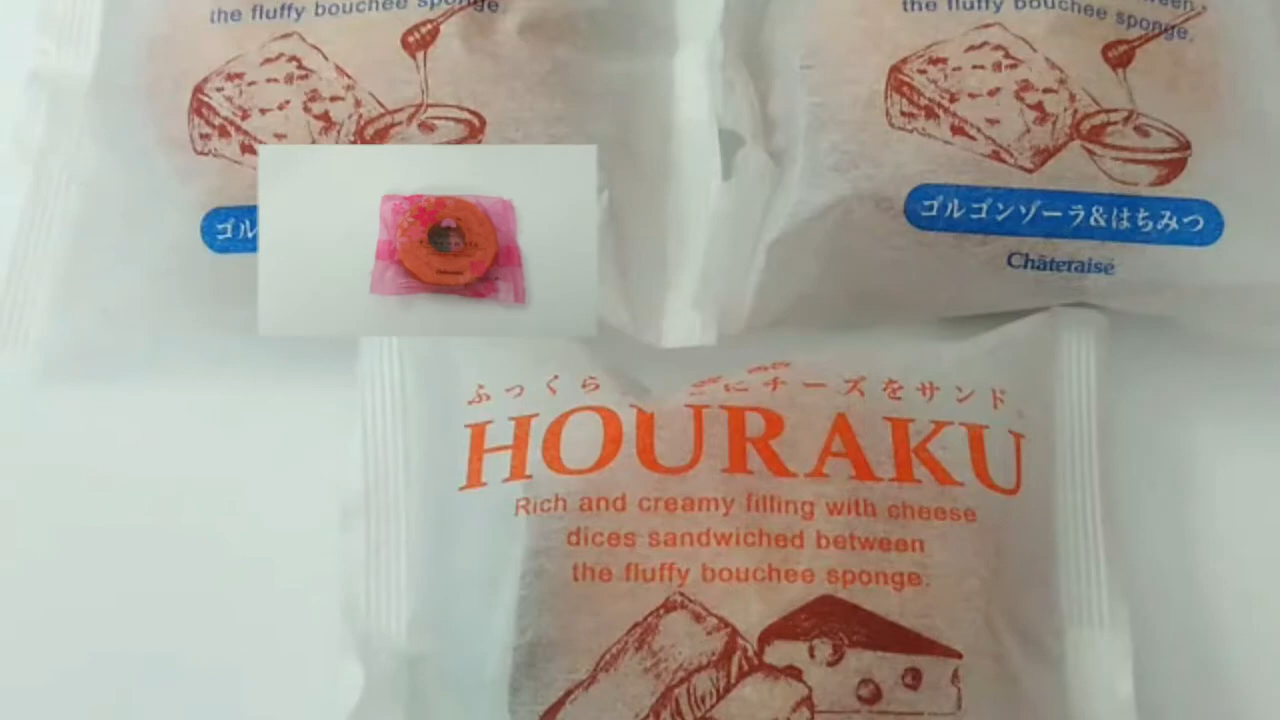 the fluffy bouchee sponge.
ゴル
between,
the fluffy bouchee sponge.
ゴルゴンゾーラ&はちみつ
Châteraisé
ふっくら にチーズをサンド。
HOURAKU
Rich and creamy filling with cheese
dices sandwiched between
the fluffy bouchee sponge.